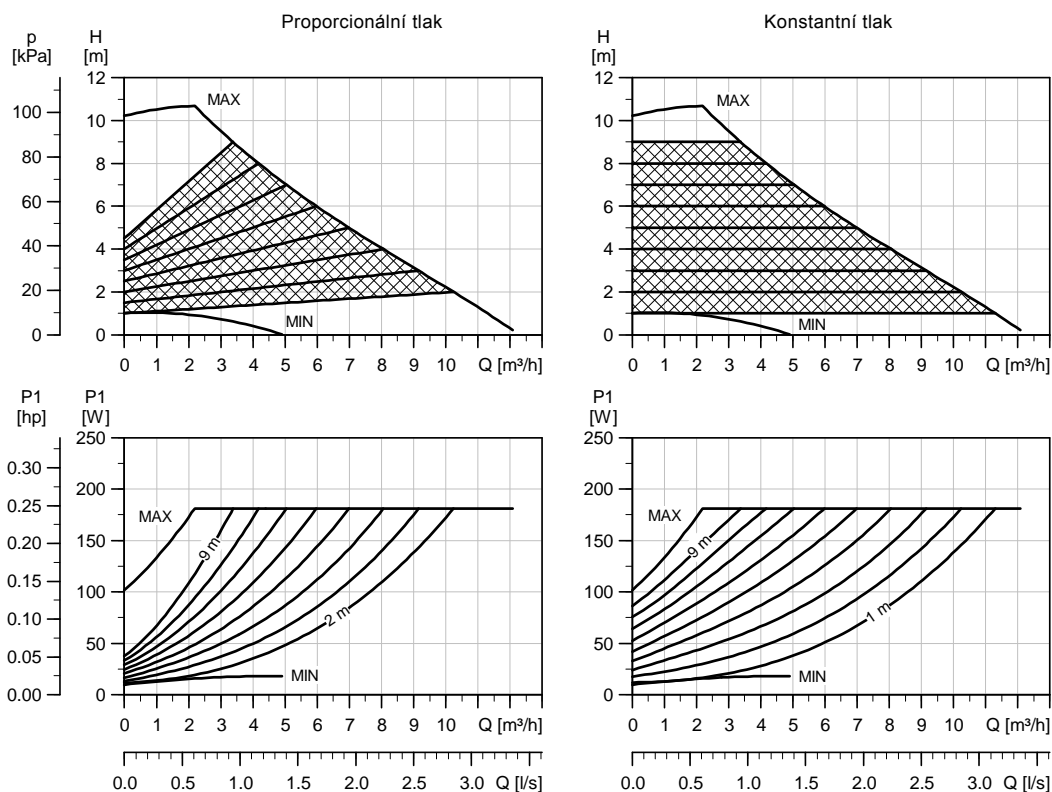 Proporcionální tlak
Konstantní tlak
p
[kPa]
H
[m]
100
80
60
40
20
0
12
10
8
6
4
2
0
MAX
MIN
0 1 2 3 4 5 6 7 8 9 10 Q [m³/h]
H
[m]
12
10
8
6
4
2
0
MAX
MIN
0 1 2 3 4 5 6 7 8 9 10 Q [m³/h]
P1
[hp]
P1
[W]
0.30
0.25
0.20
0.15
0.10
0.05
0.00
250
200
150
100
50
0
MAX
9 m
2 m
MIN
0 1 2 3 4 5 6 7 8 9 10 Q [m³/h]
0.0 0.5 1.0 1.5 2.0 2.5 3.0 Q [l/s]
P1
[W]
250
200
150
100
50
0
MAX
9 m
1 m
MIN
0 1 2 3 4 5 6 7 8 9 10 Q [m³/h]
0.0 0.5 1.0 1.5 2.0 2.5 3.0 Q [l/s]